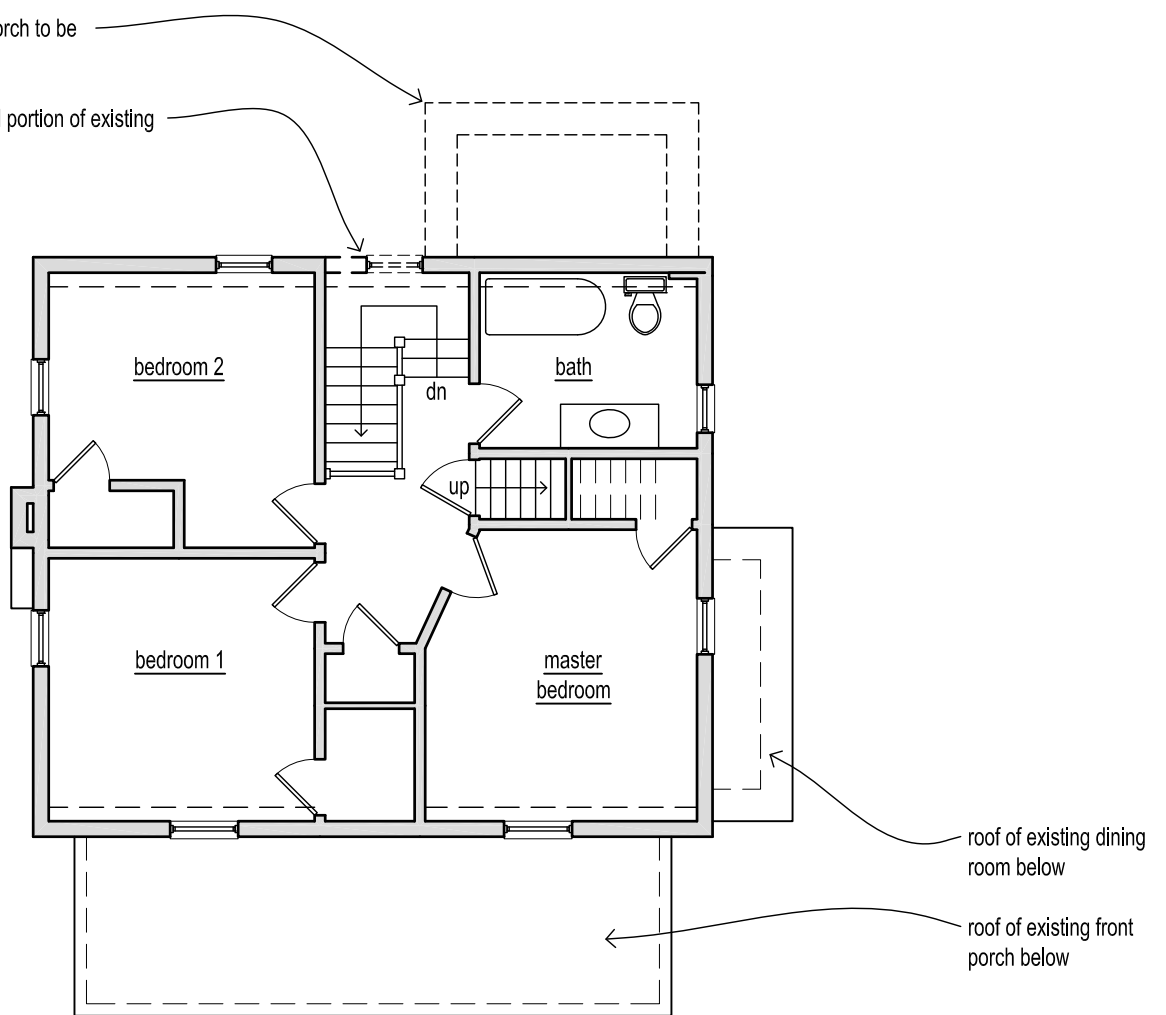 porch to be
portion of existing
bedroom 2
bath
dn
up
bedroom 1
master
bedroom
roof of existing dining
room below
roof of existing front
porch below